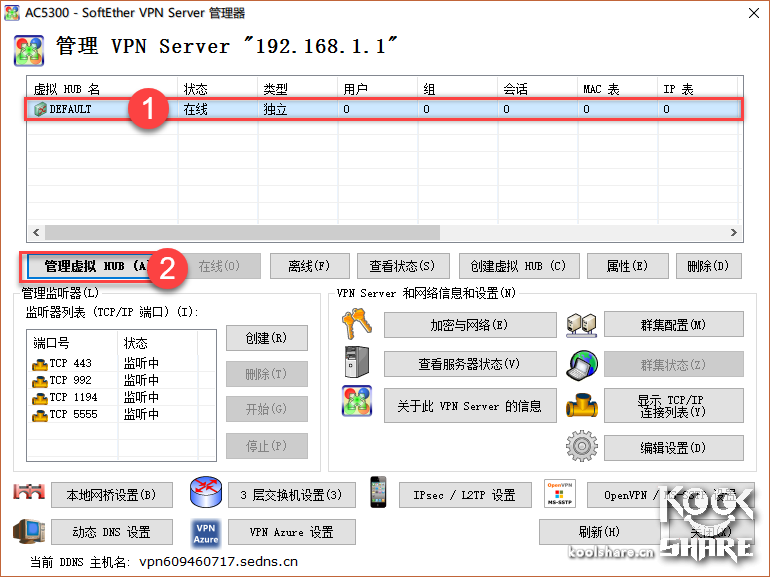 AC5300 - SoftEther VPN Server 管理器
管理 VPN Server "192.168.1.1"
虚拟 HUB 名 状态 类型 用户 组 会话 MAC 表 IP 表
DEFAULT 在线 独立 0 0 0 0 0
1
管理虚拟 HUB (A) 在线(O) 离线(F) 查看状态(S) 创建虚拟 HUB (C) 属性(E) 删除(D)
2
管理监听器(L)
监听器列表 (TCP/IP 端口) (I):
端口号 状态
TCP 443 监听中
TCP 992 监听中
TCP 1194 监听中
TCP 5555 监听中
创建(R)
删除(T)
开始(G)
停止(P)
VPN Server 和网络信息和设置(N)
加密与网络(E) 群集配置(M)
查看服务器状态(V) 群集状态(Z)
关于此 VPN Server 的信息 显示 TCP/IP
连接列表(Y)
编辑设置(D)
本地网桥设置(B) 3 层交换机设置(3) IPsec / L2TP 设置 OpenVPN
MS-SSTP
OpenVPN / MS-SSTP 设置
动态 DNS 设置 VPN
Azure
VPN Azure 设置 刷新(H) 关闭(X)
当前 DDNS 主机名: vpn609460717.sedns.cn
koolshare.cn
KOOL
SHARE